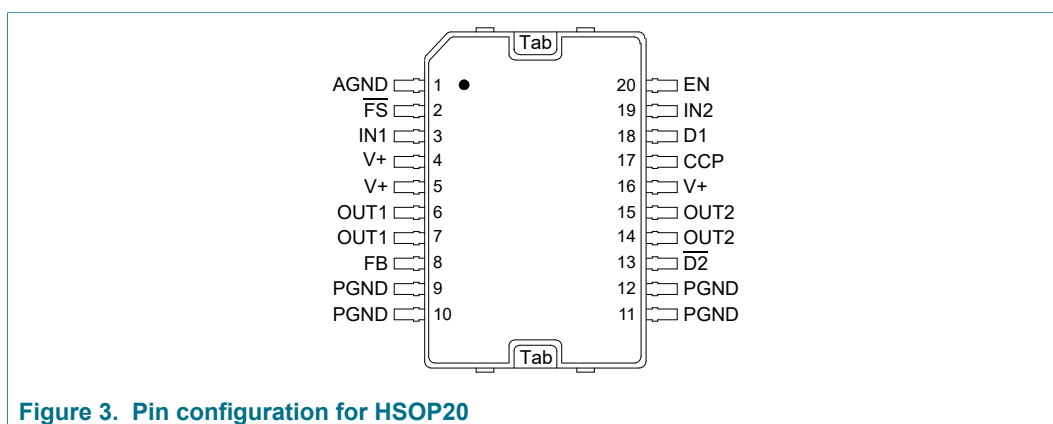 Tab
AGND 1 20 EN
F̅S̅ 2 19 IN2
IN1 3 18 D1
V+ 4 17 CCP
V+ 5 16 V+
OUT1 6 15 OUT2
OUT1 7 14 OUT2
FB 8 13 D̅2̅
PGND 9 12 PGND
PGND 10 11 PGND
Tab
Figure 3. Pin configuration for HSOP20